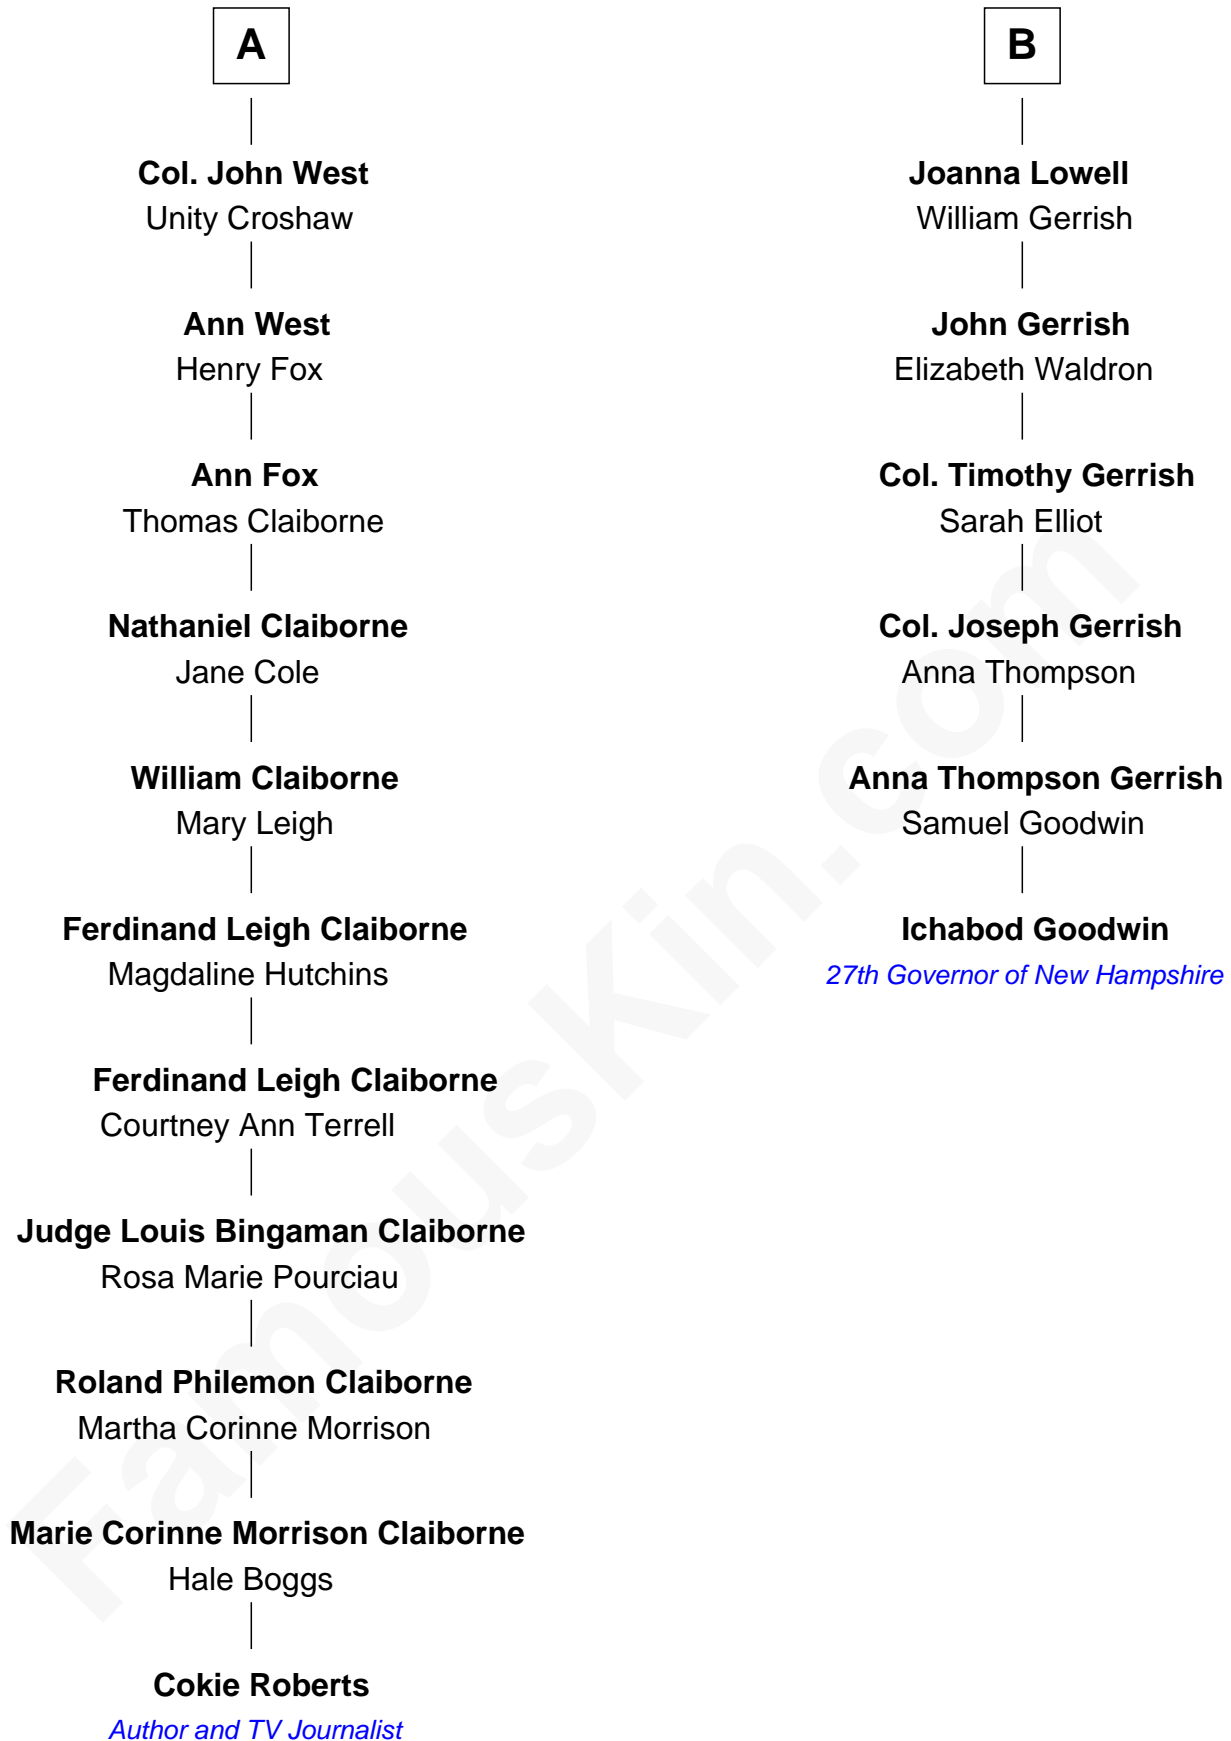 A
Col. John West
Unity Croshaw
Ann West
Henry Fox
Ann Fox
Thomas Claiborne
Nathaniel Claiborne
Jane Cole
William Claiborne
Mary Leigh
Ferdinand Leigh Claiborne
Magdaline Hutchins
Ferdinand Leigh Claiborne
Courtney Ann Terrell
Judge Louis Bingaman Claiborne
Rosa Marie Pourciau
Roland Philemon Claiborne
Martha Corinne Morrison
Marie Corinne Morrison Claiborne
Hale Boggs
Cokie Roberts
Author and TV Journalist
B
Joanna Lowell
William Gerrish
John Gerrish
Elizabeth Waldron
Col. Timothy Gerrish
Sarah Elliot
Col. Joseph Gerrish
Anna Thompson
Anna Thompson Gerrish
Samuel Goodwin
Ichabod Goodwin
27th Governor of New Hampshire
FamousKin.com